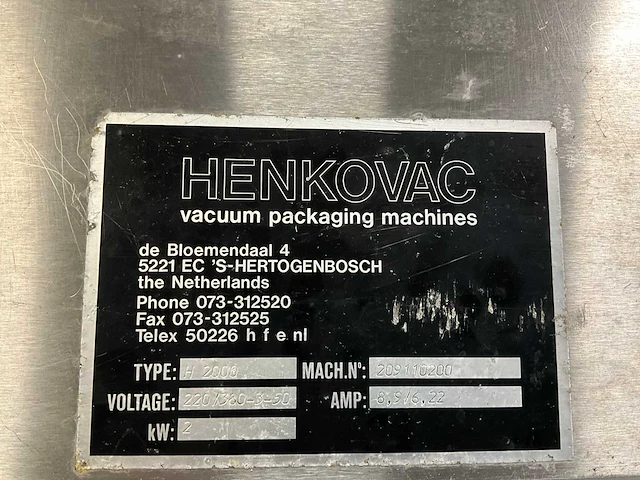 HENKOVAC
vacuum packaging machines
de Bloemendaal 4
5221 EC 'S-HERTOGENBOSCH
the Netherlands
Phone 073-312520
Fax 073-312525
Telex 50226 h f e nl
TYPE: H 2000 MACH.Nº: 209110200
VOLTAGE: 220/380-3-50 AMP: 8,9/6,22
kW: 2